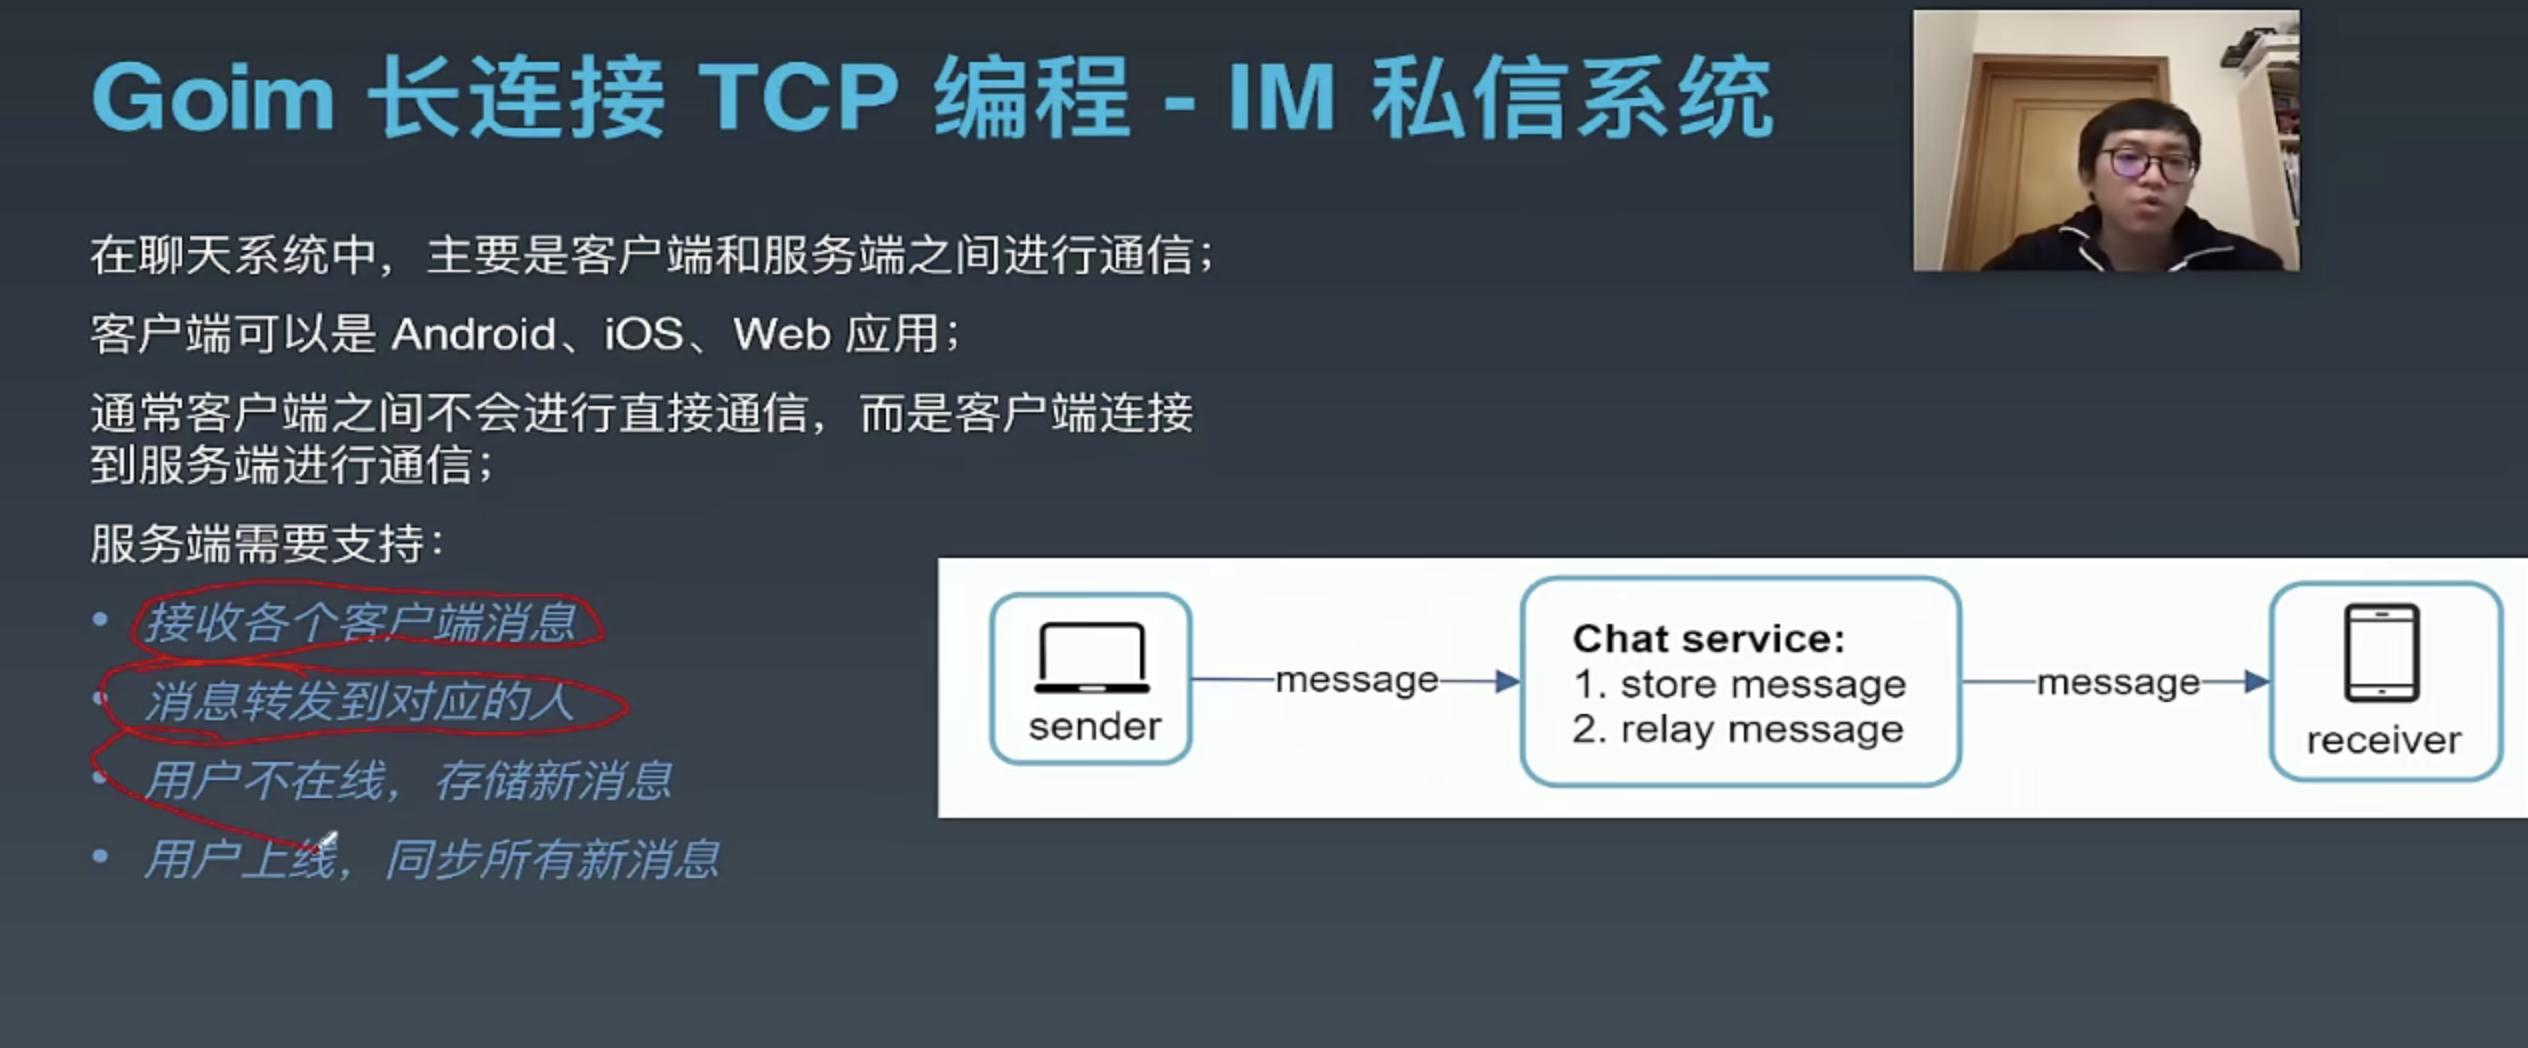 Goim 长连接 TCP 编程 - IM 私信系统
在聊天系统中，主要是客户端和服务端之间进行通信；
客户端可以是 Android、iOS、Web 应用；
通常客户端之间不会进行直接通信，而是客户端连接
到服务端进行通信；
服务端需要支持：
• 接收各个客户端消息
• 消息转发到对应的人
• 用户不在线，存储新消息
• 用户上线，同步所有新消息
sender
message
Chat service:
1. store message
2. relay message
message
receiver